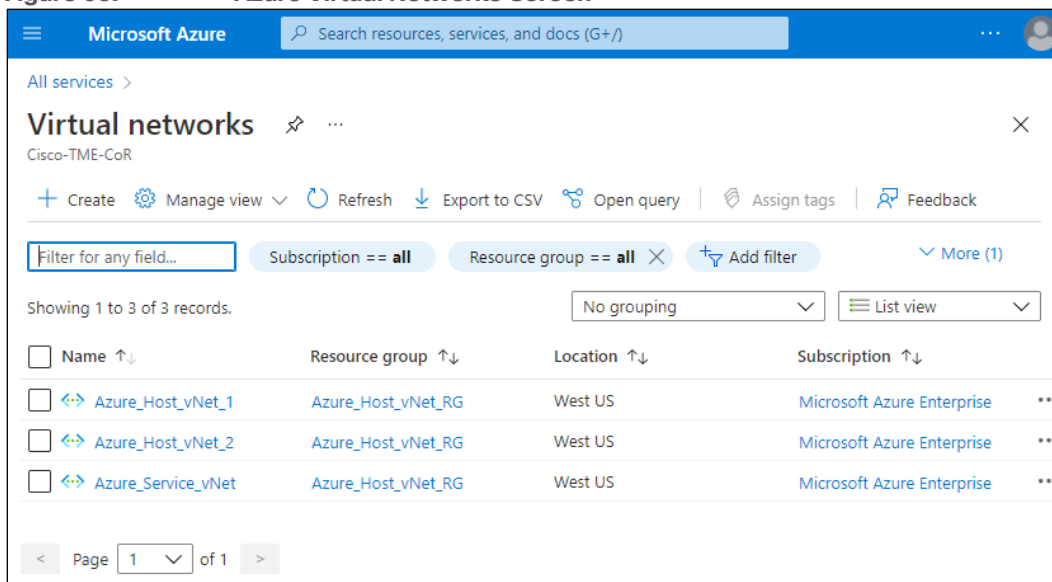 Microsoft Azure Search resources, services, and docs (G+/) ...
All services >
Virtual networks ...
Cisco-TME-CoR
+ Create Manage view Refresh Export to CSV Open query Assign tags Feedback
Filter for any field... Subscription == all Resource group == all Add filter More (1)
Showing 1 to 3 of 3 records. No grouping List view
Name Resource group Location Subscription
Azure_Host_vNet_1 Azure_Host_vNet_RG West US Microsoft Azure Enterprise
Azure_Host_vNet_2 Azure_Host_vNet_RG West US Microsoft Azure Enterprise
Azure_Service_vNet Azure_Host_vNet_RG West US Microsoft Azure Enterprise
< Page 1 of 1 >